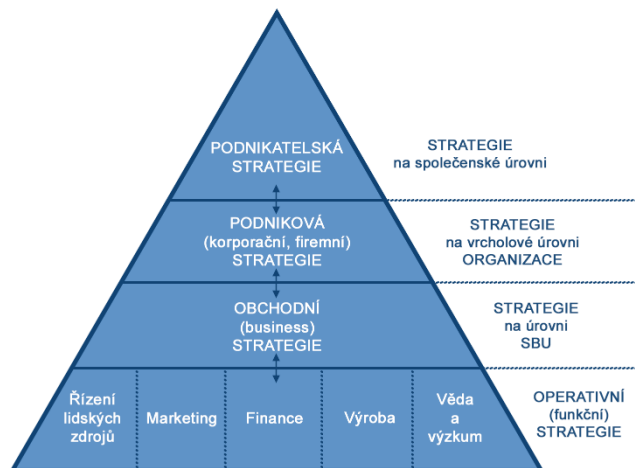 PODNIKATELSKÁ
STRATEGIE
STRATEGIE
na společenské úrovni
PODNIKOVÁ
(korporační, firemní)
STRATEGIE
STRATEGIE
na vrcholové úrovni
ORGANIZACE
OBCHODNÍ
(business)
STRATEGIE
STRATEGIE
na úrovni
SBU
Řízení
lidských
zdrojů
Marketing
Finance
Výroba
Věda
a
výzkum
OPERATIVNÍ
(funkční)
STRATEGIE